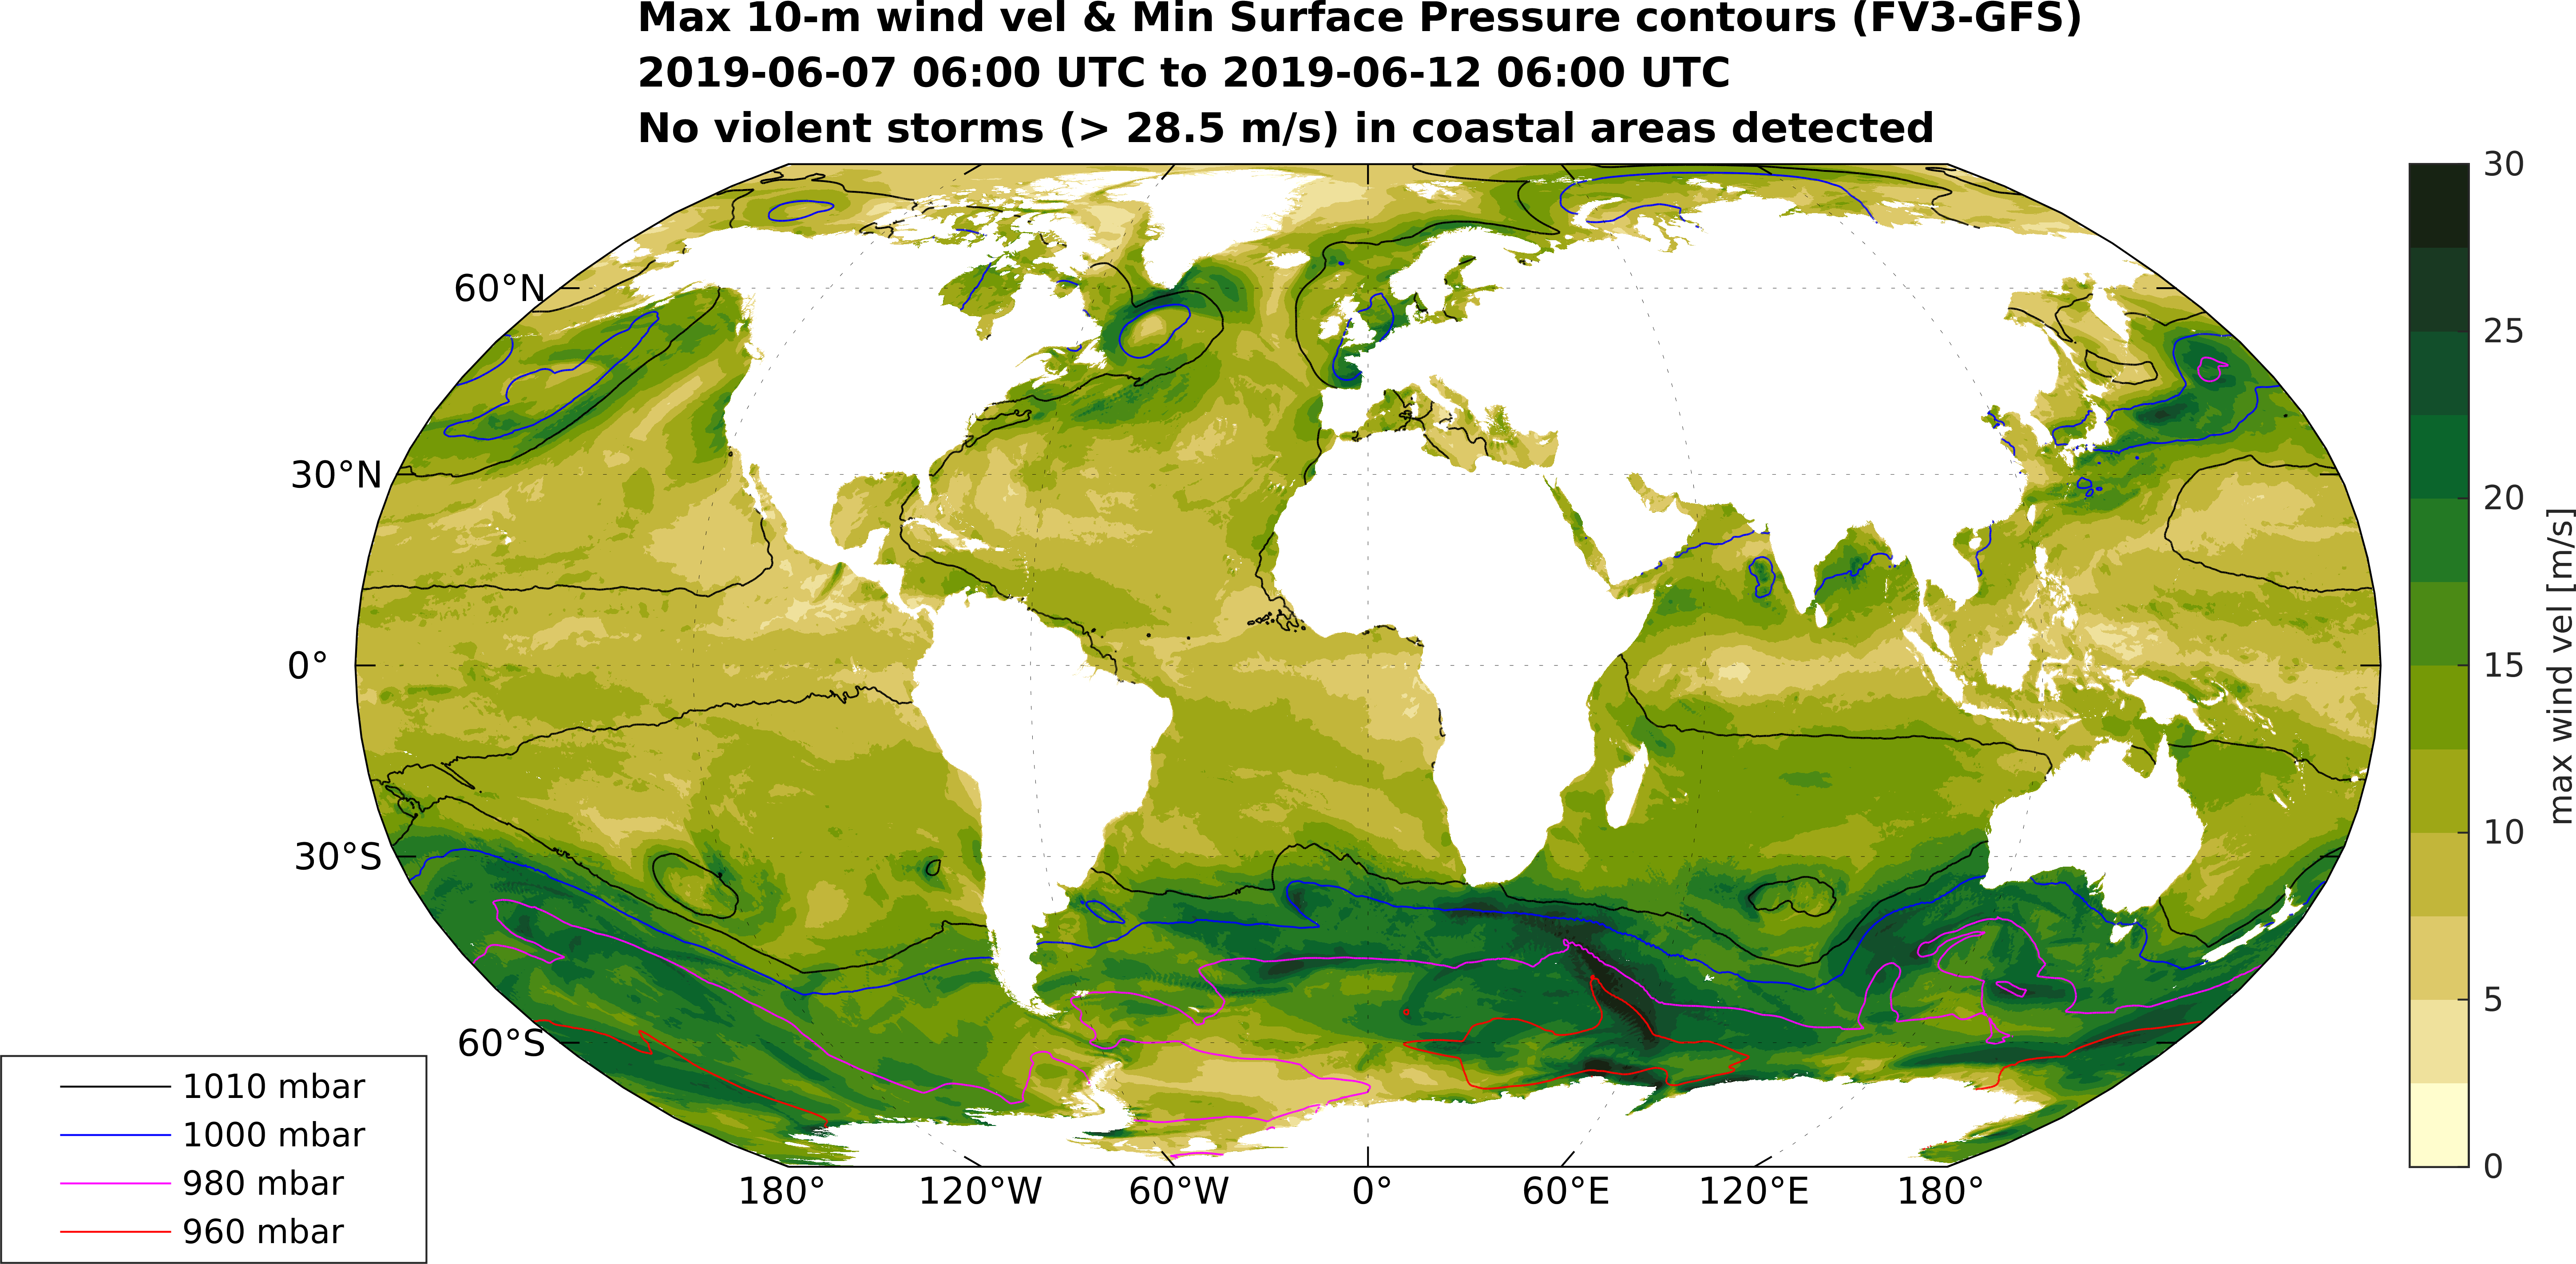 Max 10-m wind vel & Min Surface Pressure contours (FV3-GFS)
2019-06-07 06:00 UTC to 2019-06-12 06:00 UTC
No violent storms (> 28.5 m/s) in coastal areas detected
60°N
30°N
0°
30°S
60°S
180°
120°W
60°W
0°
60°E
120°E
180°
1010 mbar
1000 mbar
980 mbar
960 mbar
30
25
20
15
10
5
0
max wind vel [m/s]